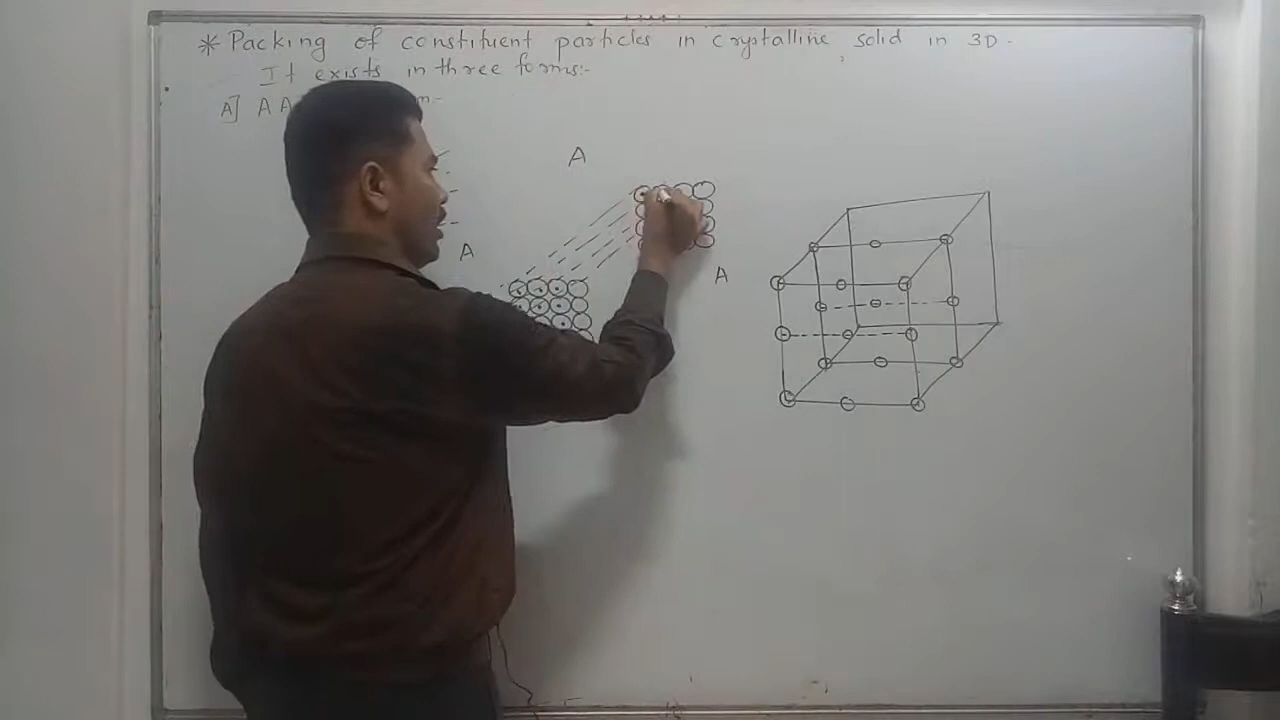 * Packing of constituent particles in crystalline solid in 3D.
It exists in three forms:-
A] AA
A
A
A